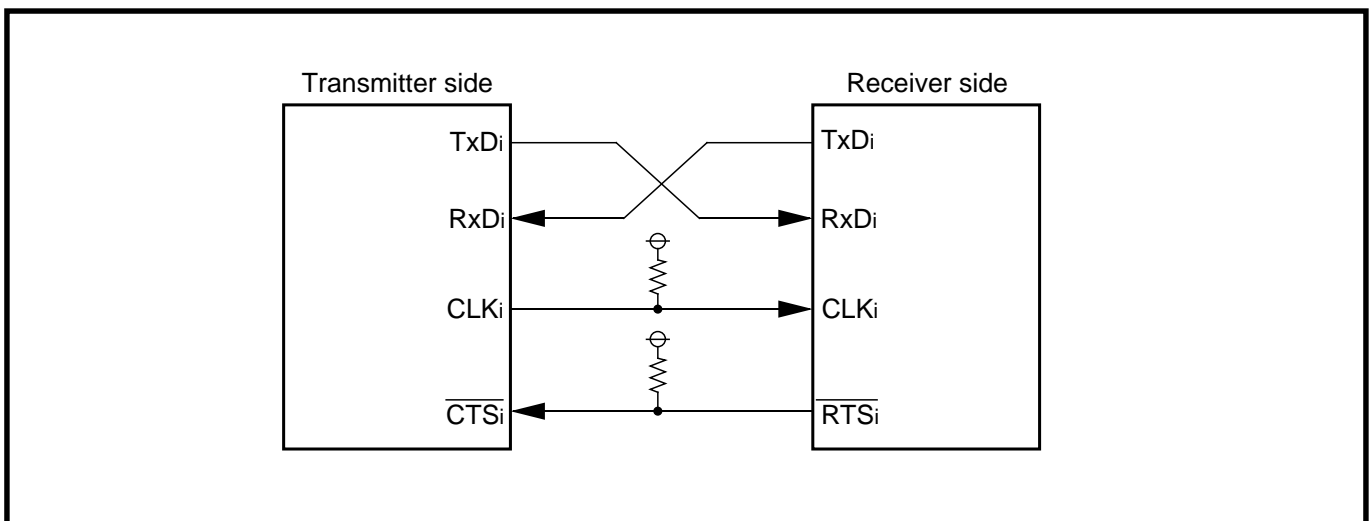 Transmitter side
Receiver side
TxDi
TxDi
RxDi
RxDi
CLKi
CLKi
CTSi
RTSi